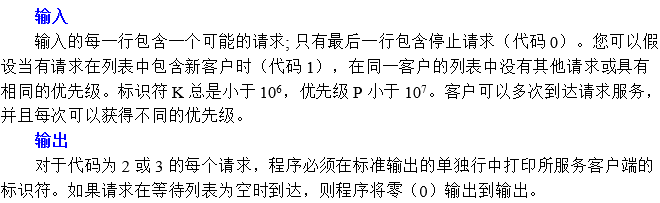 输入
输入的每一行包含一个可能的请求; 只有最后一行包含停止请求（代码 0）。您可以假
设当有请求在列表中包含新客户时（代码 1），在同一客户的列表中没有其他请求或具有
相同的优先级。标识符 K 总是小于 10⁶，优先级 P 小于 10⁷。客户可以多次到达请求服务，
并且每次可以获得不同的优先级。
输出
对于代码为 2 或 3 的每个请求，程序必须在标准输出的单独行中打印所服务客户端的
标识符。如果请求在等待列表为空时到达，则程序将零（0）输出到输出。